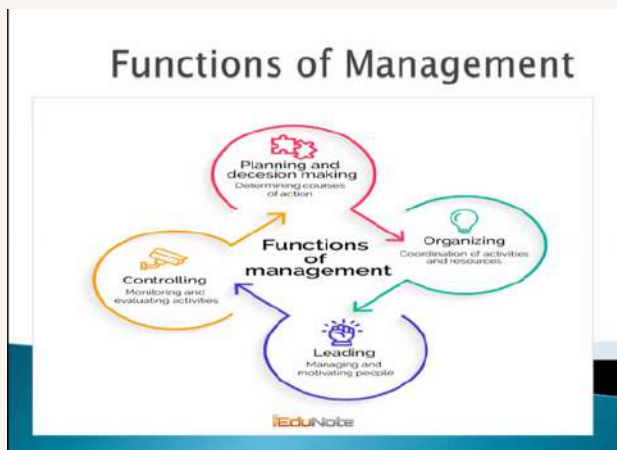 Functions of Management
Planning and
decesion making
Determining courses
of action
Organizing
Coordination of activities
and resources
Functions
of
management
Controlling
Monitoring and
evaluating activities
Leading
Managing and
motivating people
iEduNote